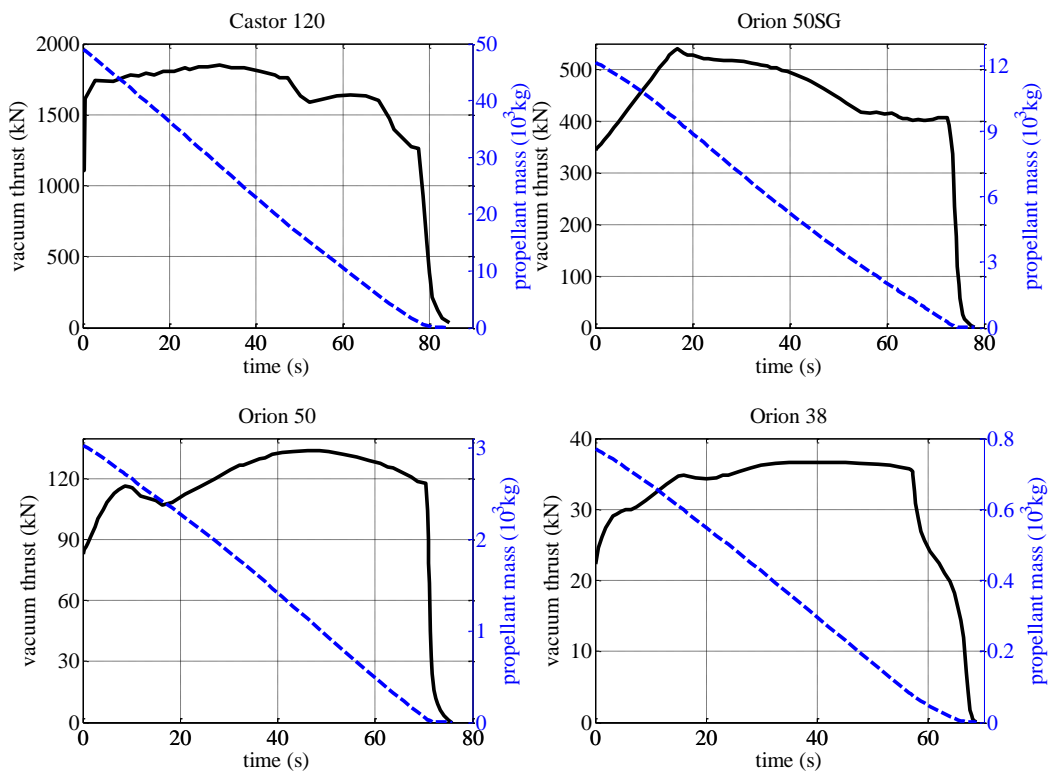 Castor 120
vacuum thrust (kN)
2000
1500
1000
500
0
0 20 40 60 80
time (s)
50
40
30
20
10
0
propellant mass (10³kg)
Orion 50SG
vacuum thrust (kN)
500
400
300
200
100
0
0 20 40 60 80
time (s)
12
9
6
3
0
propellant mass (10³kg)
Orion 50
vacuum thrust (kN)
120
90
60
30
0
0 20 40 60 80
time (s)
3
2
1
0
propellant mass (10³kg)
Orion 38
vacuum thrust (kN)
40
30
20
10
0
0 20 40 60
time (s)
0.8
0.6
0.4
0.2
0
propellant mass (10³kg)